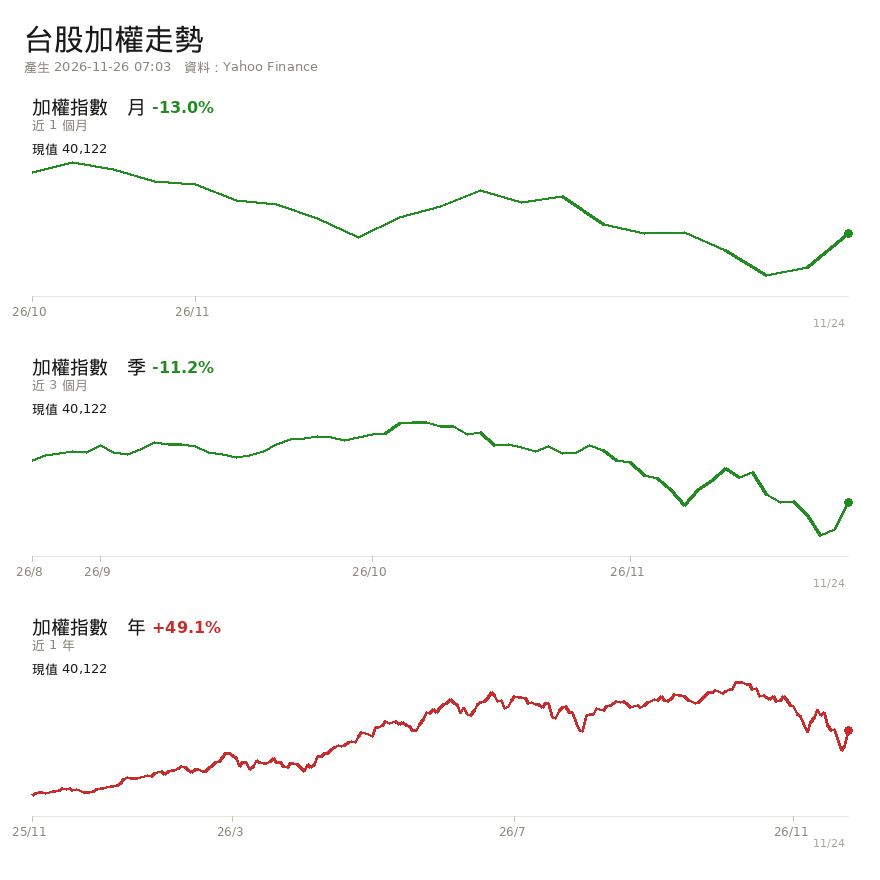 台股加權走勢
產生 2026-11-26 07:03 資料：Yahoo Finance
加權指數 月 -13.0%
近 1 個月
現值 40,122
26/10 26/11
11/24
加權指數 季 -11.2%
近 3 個月
現值 40,122
26/8 26/9 26/10 26/11
11/24
加權指數 年 +49.1%
近 1 年
現值 40,122
25/11 26/3 26/7 26/11
11/24